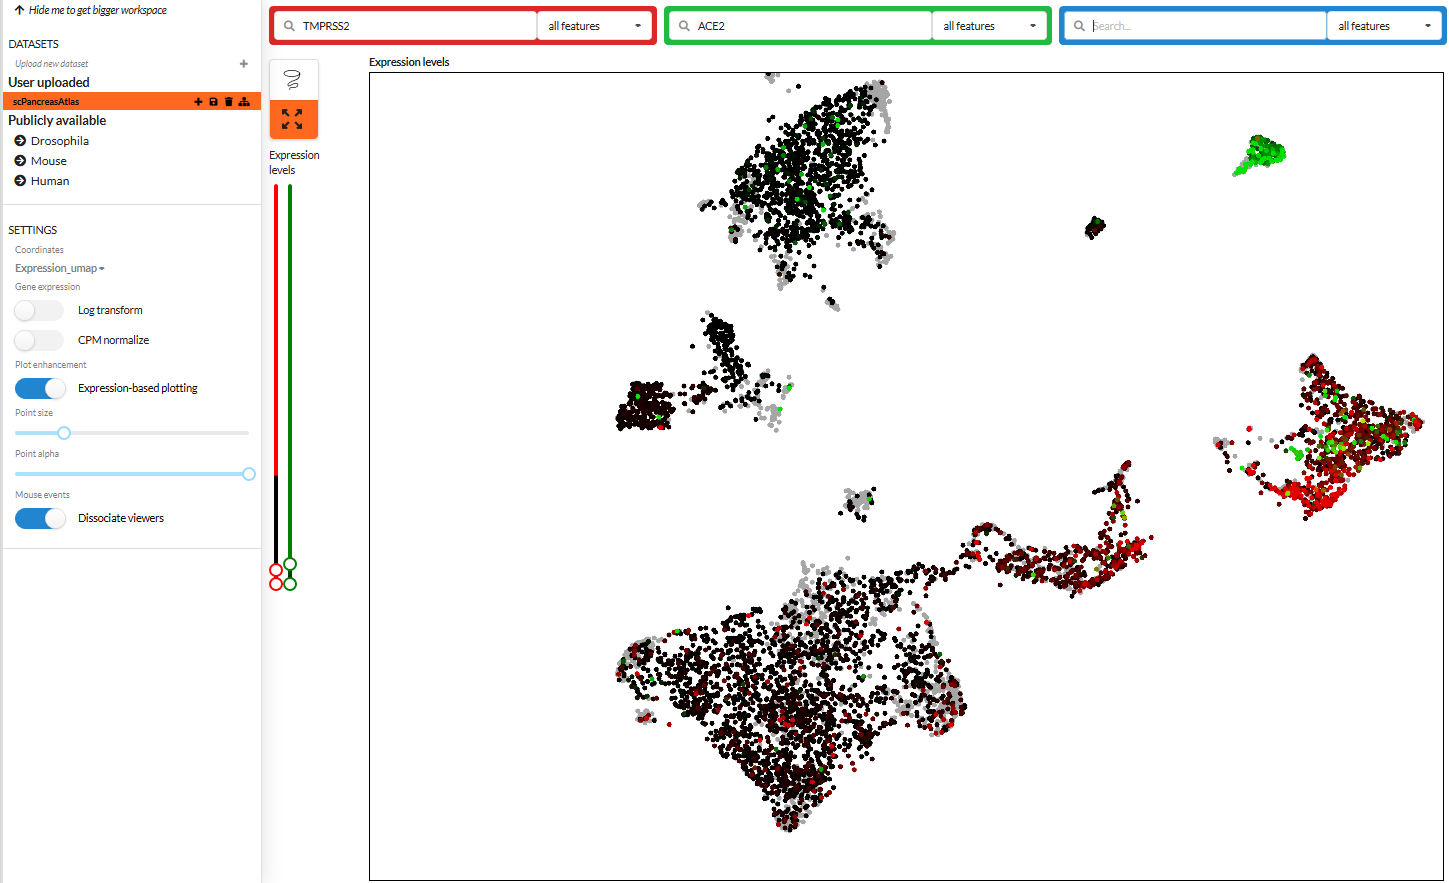 Hide me to get bigger workspace
DATASETS
Upload new dataset
User uploaded
scPancreasAtlas
Publicly available
Drosophila
Mouse
Human
SETTINGS
Coordinates
Expression_umap
Gene expression
Log transform
CPM normalize
Plot enhancement
Expression-based plotting
Point size
Point alpha
Mouse events
Dissociate viewers
TMPRSS2 all features
ACE2 all features
Search... all features
Expression
levels
Expression levels